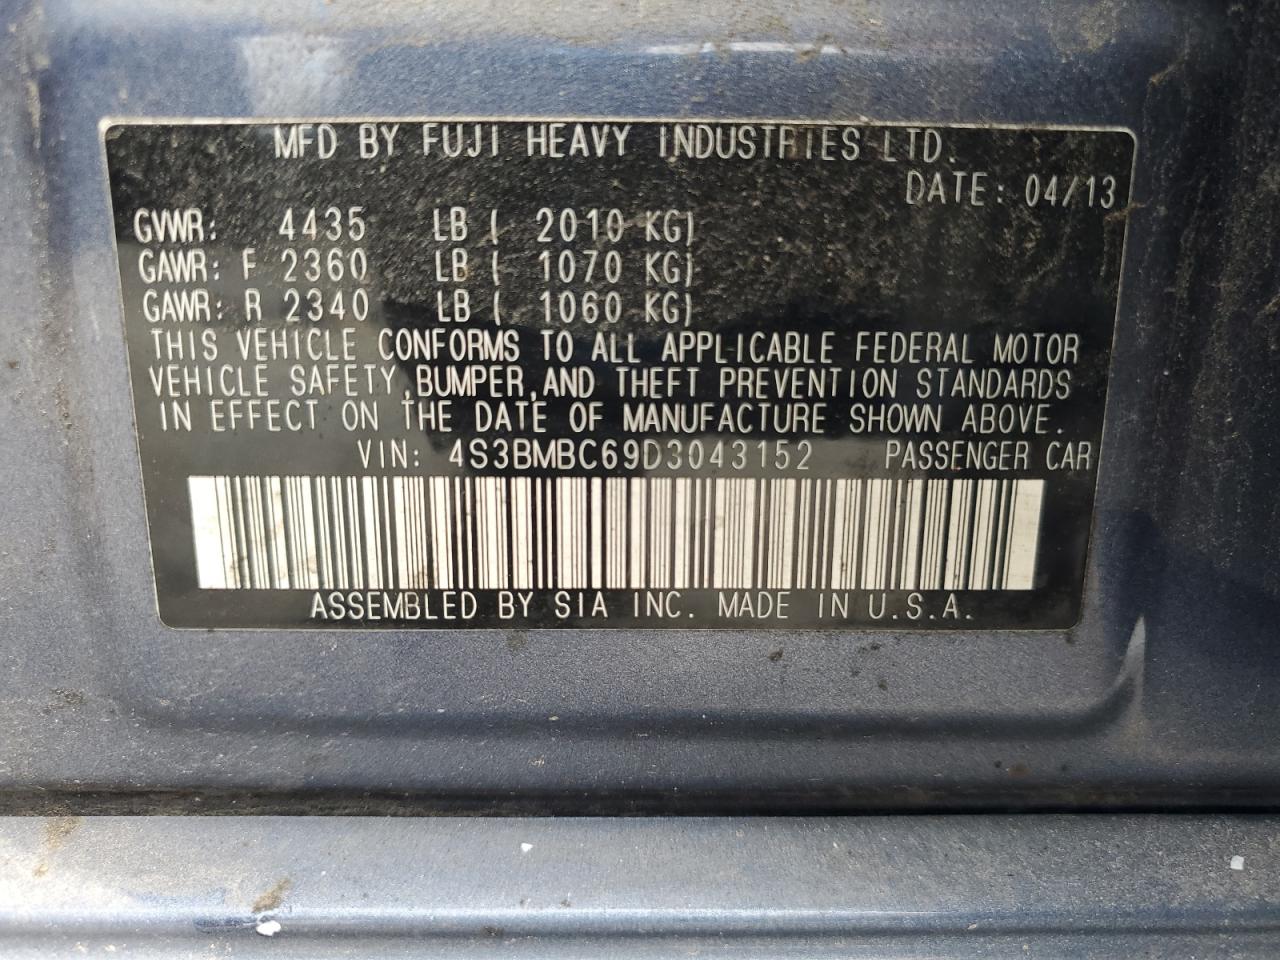 MFD BY FUJI HEAVY INDUSTRIES LTD.
DATE: 04/13
GVWR: 4435 LB ( 2010 KG)
GAWR: F 2360 LB ( 1070 KG)
GAWR: R 2340 LB ( 1060 KG)
THIS VEHICLE CONFORMS TO ALL APPLICABLE FEDERAL MOTOR
VEHICLE SAFETY,BUMPER,AND THEFT PREVENTION STANDARDS
IN EFFECT ON THE DATE OF MANUFACTURE SHOWN ABOVE.
VIN: 4S3BMBC69D3043152 PASSENGER CAR
ASSEMBLED BY SIA INC. MADE IN U.S.A.